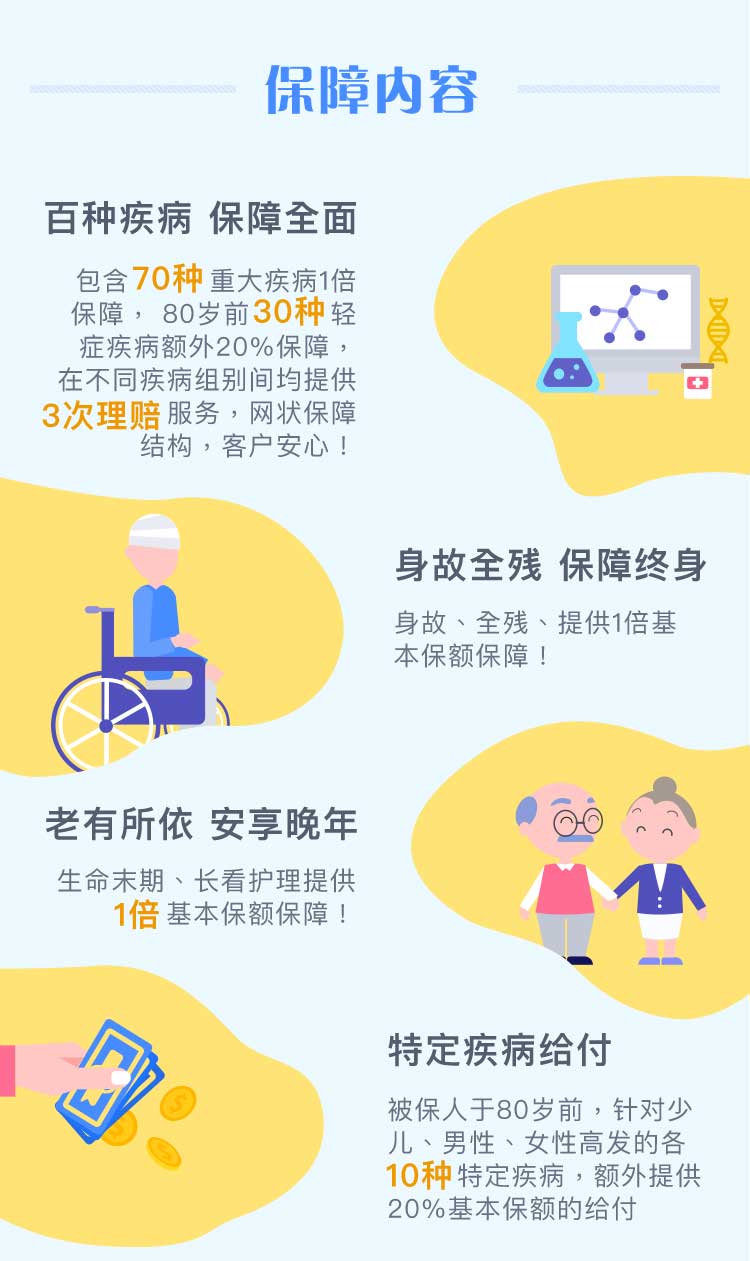 保障内容
百种疾病 保障全面
包含70种重大疾病1倍
保障，80岁前30种轻
症疾病额外20%保障，
在不同疾病组别间均提供
3次理赔服务，网状保障
结构，客户安心！
身故全残 保障终身
身故、全残、提供1倍基
本保额保障！
老有所依 安享晚年
生命末期、长看护理提供
1倍基本保额保障！
特定疾病给付
被保人于80岁前，针对少
儿、男性、女性高发的各
10种特定疾病，额外提供
20%基本保额的给付